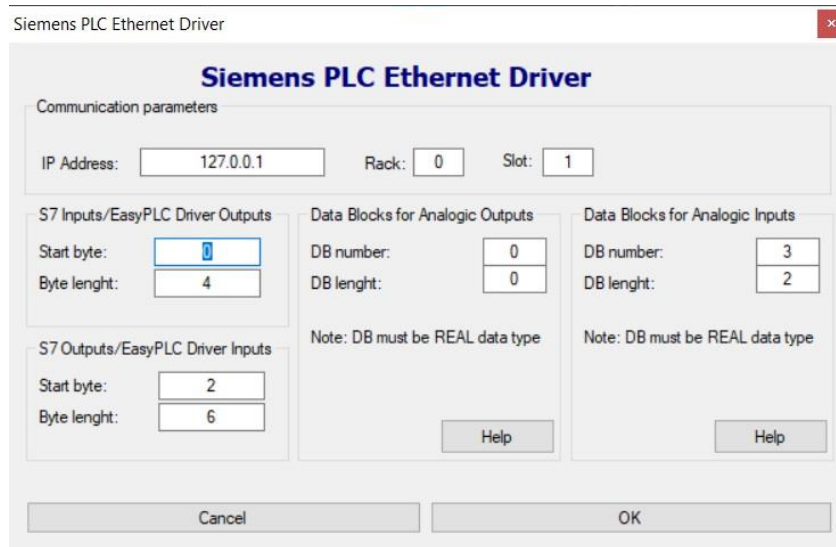 Siemens PLC Ethernet Driver
Siemens PLC Ethernet Driver
Communication parameters
IP Address: 127.0.0.1 Rack: 0 Slot: 1
S7 Inputs/EasyPLC Driver Outputs
Start byte: 0
Byte lenght: 4
S7 Outputs/EasyPLC Driver Inputs
Start byte: 2
Byte lenght: 6
Data Blocks for Analogic Outputs
DB number: 0
DB lenght: 0
Note: DB must be REAL data type
Help
Data Blocks for Analogic Inputs
DB number: 3
DB lenght: 2
Note: DB must be REAL data type
Help
Cancel
OK